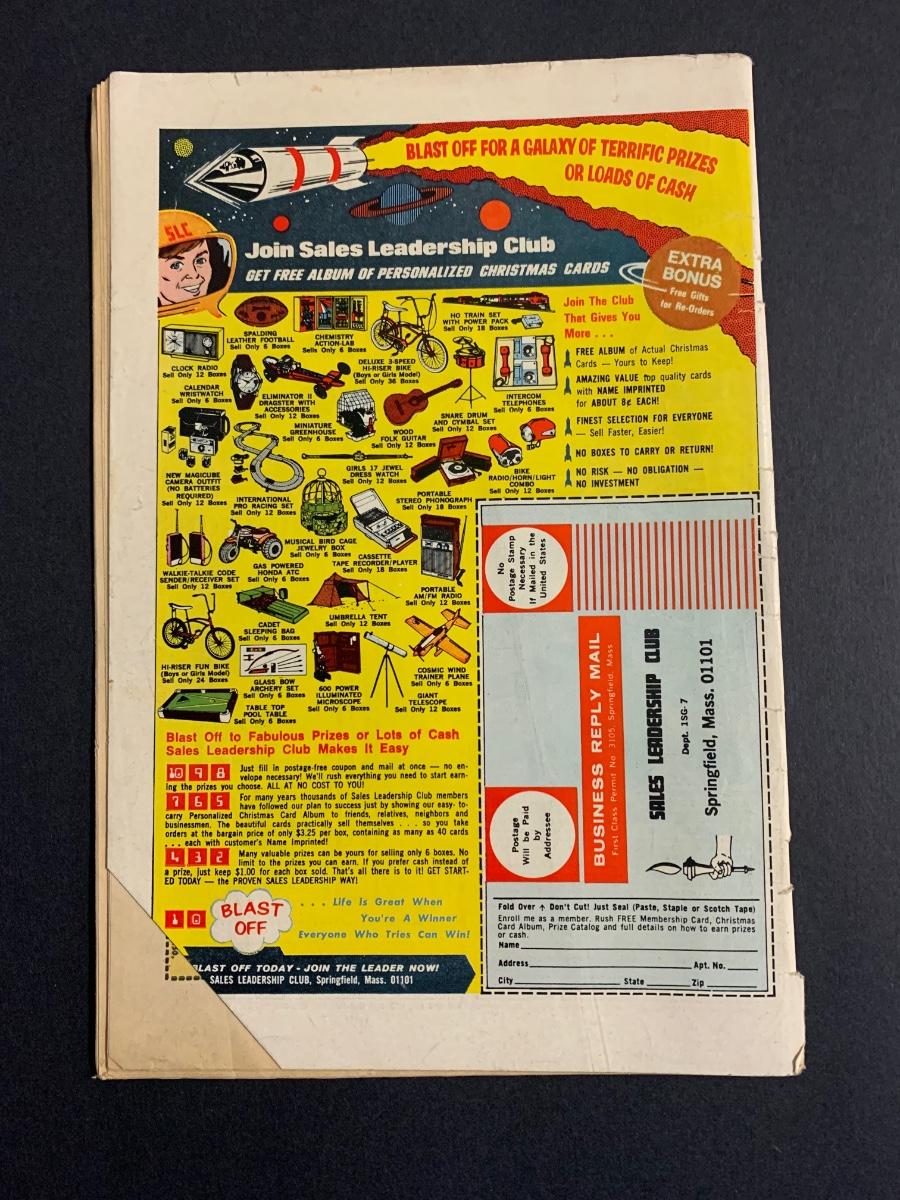 BLAST OFF FOR A GALAXY OF TERRIFIC PRIZES
OR LOADS OF CASH
SLC
Join Sales Leadership Club
GET FREE ALBUM OF PERSONALIZED CHRISTMAS CARDS
EXTRA
BONUS
Free Gifts
for Re-Orders
CLOCK RADIO
Sell Only 12 Boxes
SPALDING
LEATHER FOOTBALL
Sell Only 6 Boxes
CHEMISTRY
ACTION-LAB
Sell Only 6 Boxes
DELUXE 3-SPEED
HI-RISER BIKE
(Boys or Girls Model)
Sell Only 36 Boxes
HO TRAIN SET
WITH POWER PACK
Sell Only 18 Boxes
CALENDAR
WRISTWATCH
Sell Only 6 Boxes
ELIMINATOR II
DRAGSTER WITH
ACCESSORIES
Sell Only 12 Boxes
MINIATURE
GREENHOUSE
Sell Only 6 Boxes
WOOD
FOLK GUITAR
Sell Only 12 Boxes
SNARE DRUM
AND CYMBAL SET
Sell Only 12 Boxes
INTERCOM
TELEPHONES
Sell Only 6 Boxes
NEW MAGICUBE
CAMERA OUTFIT
(NO BATTERIES
REQUIRED)
Sell Only 12 Boxes
INTERNATIONAL
PRO RACING SET
Sell Only 12 Boxes
GIRLS 17 JEWEL
DRESS WATCH
Sell Only 12 Boxes
PORTABLE
STEREO PHONOGRAPH
Sell Only 18 Boxes
BIKE
RADIO/HORN/LIGHT
COMBO
Sell Only 12 Boxes
WALKIE-TALKIE CODE
SENDER/RECEIVER SET
Sell Only 12 Boxes
GAS POWERED
HONDA ATC
Sell Only 6 Boxes
MUSICAL BIRD CAGE
JEWELRY BOX
Sell Only 6 Boxes
CASSETTE
TAPE RECORDER/PLAYER
Sell Only 18 Boxes
PORTABLE
AM/FM RADIO
Sell Only 12 Boxes
HI-RISER FUN BIKE
(Boys or Girls Model)
Sell Only 24 Boxes
CADET
SLEEPING BAG
Sell Only 6 Boxes
UMBRELLA TENT
Sell Only 12 Boxes
GLASS BOW
ARCHERY SET
Sell Only 6 Boxes
600 POWER
ILLUMINATED
MICROSCOPE
Sell Only 6 Boxes
COSMIC WIND
TRAINER PLANE
Sell Only 6 Boxes
GIANT
TELESCOPE
Sell Only 12 Boxes
TABLE TOP
POOL TABLE
Sell Only 6 Boxes
Join The Club
That Gives You
More . . .
FREE ALBUM of Actual Christmas
Cards — Yours to Keep!
AMAZING VALUE top quality cards
with NAME IMPRINTED
for ABOUT 8¢ EACH!
FINEST SELECTION FOR EVERYONE
— Sell Faster, Easier!
NO BOXES TO CARRY OR RETURN!
NO RISK — NO OBLIGATION —
NO INVESTMENT
Blast Off to Fabulous Prizes or Lots of Cash
Sales Leadership Club Makes It Easy
10 9 8 Just fill in postage-free coupon and mail at once — no en-
velope necessary! We'll rush everything you need to start earn-
ing the prizes you choose. ALL AT NO COST TO YOU!
7 6 5 For many years thousands of Sales Leadership Club members
have followed our plan to success just by showing our easy-to-
carry Personalized Christmas Card Album to friends, relatives, neighbors and
businessmen. The beautiful cards practically sell themselves . . . so you take
orders at the bargain price of only $3.25 per box, containing as many as 40 cards
. . . each with customer's Name Imprinted!
4 3 2 Many valuable prizes can be yours for selling only 6 boxes. No
limit to the prizes you can earn. If you prefer cash instead of
a prize, just keep $1.00 for each box sold. That's all there is to it! GET START-
ED TODAY — the PROVEN SALES LEADERSHIP WAY!
1 0
BLAST
OFF
. . . Life Is Great When
You're A Winner
Everyone Who Tries Can Win!
50.
BLAST OFF TODAY - JOIN THE LEADER NOW!
SALES LEADERSHIP CLUB, Springfield, Mass. 01101
No
Postage Stamp
Necessary
If Mailed in the
United States
Postage
Will be Paid
by
Addressee
BUSINESS REPLY MAIL
First Class Permit No. 3105, Springfield, Mass.
SALES LEADERSHIP CLUB
Dept. 1SG-7
Springfield, Mass. 01101
Fold Over ↑ Don't Cut! Just Seal (Paste, Staple or Scotch Tape)
Enroll me as a member. Rush FREE Membership Card, Christmas
Card Album, Prize Catalog and full details on how to earn prizes
or cash.
Name
Address Apt. No.
City State Zip